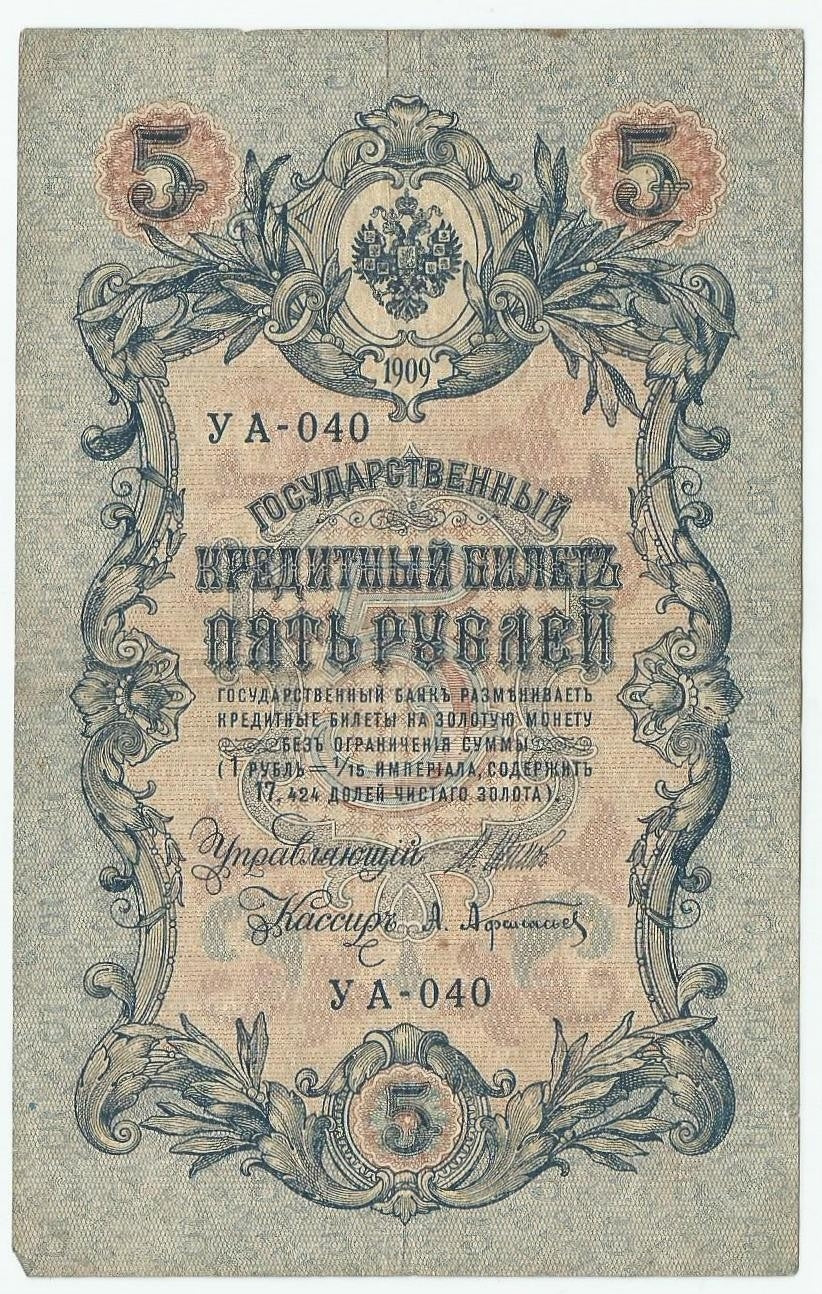 5 5
1909
УА-040
ГОСУДАРСТВЕННЫЙ
КРЕДИТНЫЙ БИЛЕТЪ
ПЯТЬ РУБЛЕЙ
ГОСУДАРСТВЕННЫЙ БАНКЪ РАЗМѢНИВАЕТЪ
КРЕДИТНЫЕ БИЛЕТЫ НА ЗОЛОТУЮ МОНЕТУ
БЕЗЪ ОГРАНИЧЕНІЯ СУММЫ
(1 РУБЛЬ = 1/15 ИМПЕРІАЛА, СОДЕРЖИТЪ
17,424 ДОЛЕЙ ЧИСТАГО ЗОЛОТА).
Управляющій
Кассиръ А. Афанасьев
УА-040
5